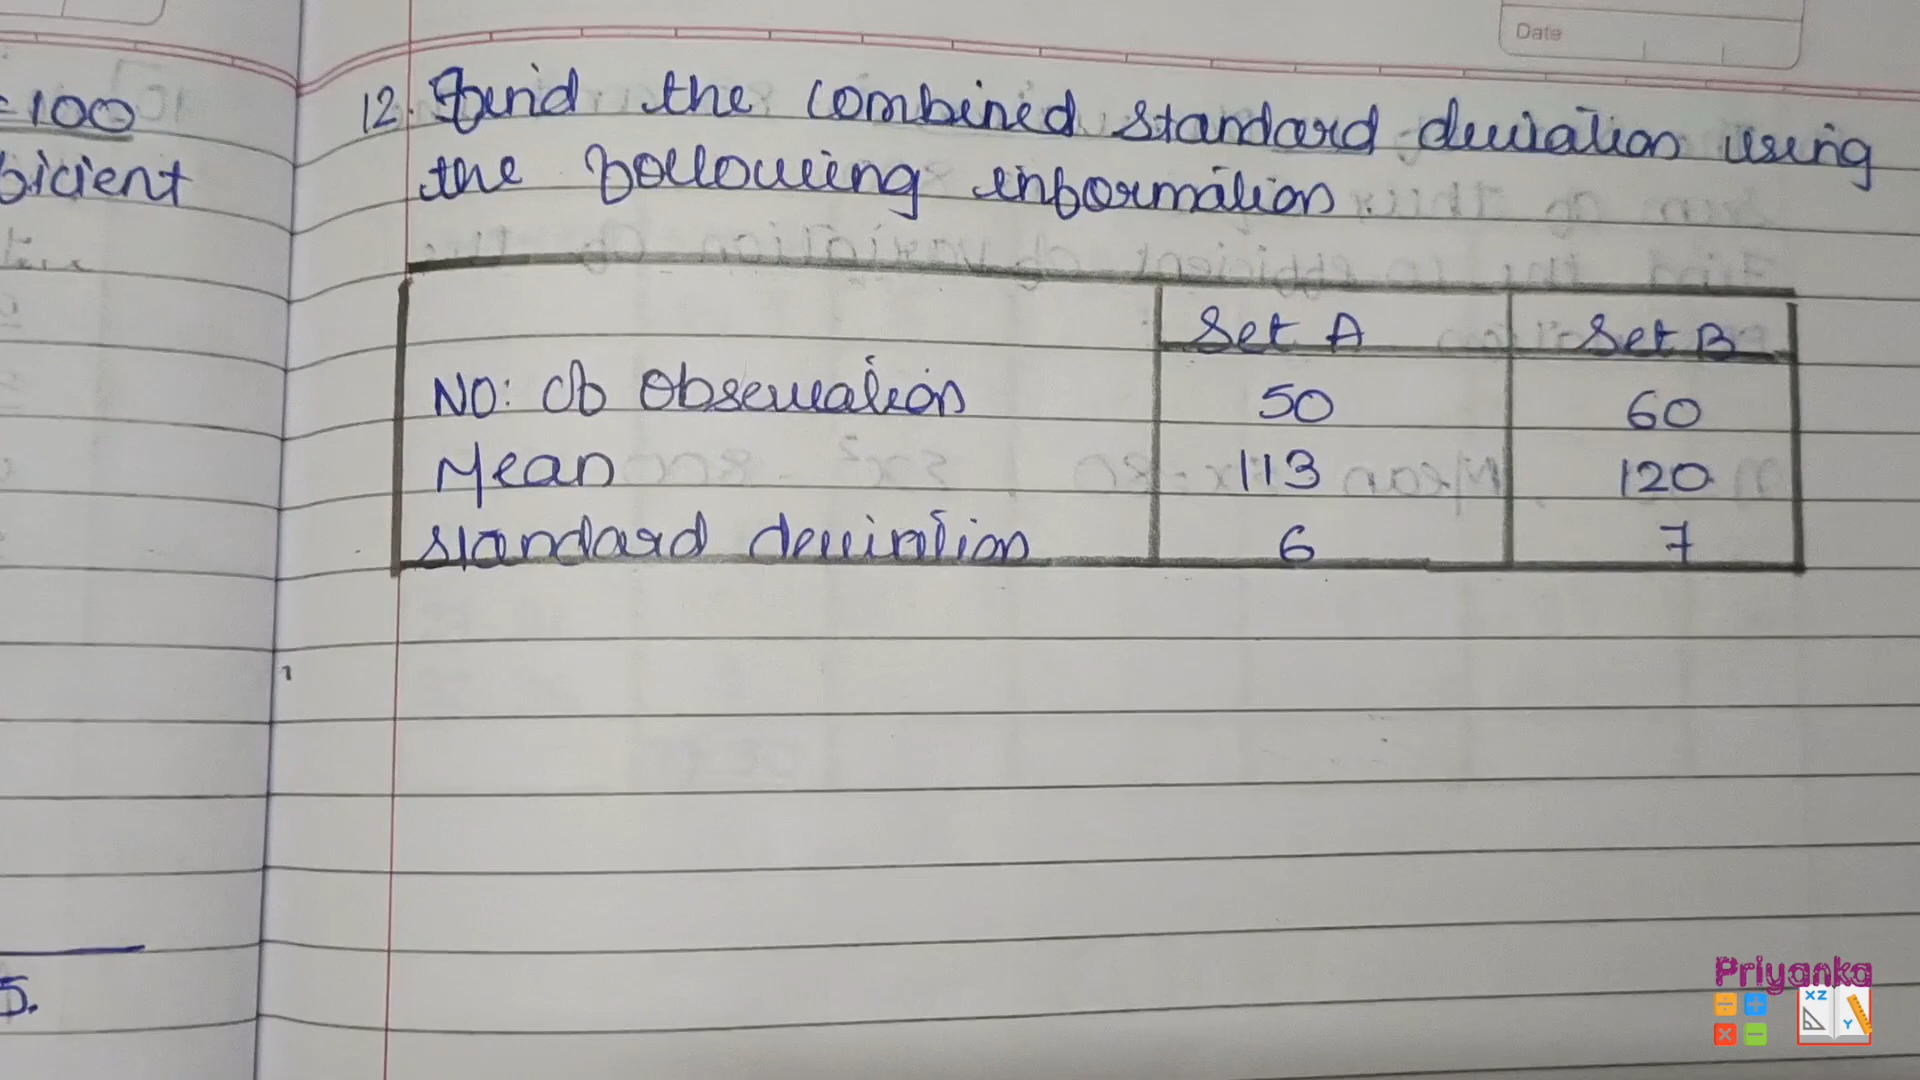 Date
= 100
12. Find the combined standard deviation using
the following information.
Set A Set B
NO: of Observation 50 60
Mean 113 120
Standard deviation 6 7
5.
Priyanka
XZ
Y